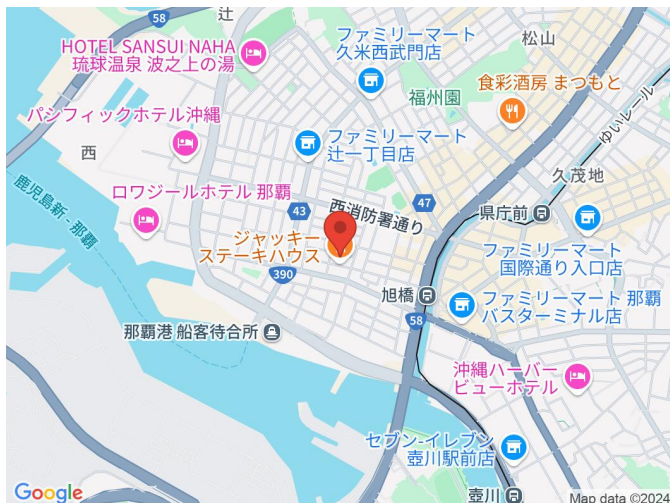 58
辻
ファミリーマート
久米西武門店
松山
HOTEL SANSUI NAHA
琉球温泉 波之上の湯
福州園
食彩酒房 まつもと
ゆいレール
パシフィックホテル沖縄
ファミリーマート
辻一丁目店
西
久茂地
鹿児島新 - 那覇
ロワジールホテル 那覇
43
西消防署通り
47
県庁前
ジャッキー
ステーキハウス
ファミリーマート
国際通り入口店
390
旭橋
ファミリーマート 那覇
バスターミナル店
58
那覇港 船客待合所
沖縄ハーバー
ビューホテル
セブン-イレブン
壺川駅前店
壺川
Google
Map data ©2024